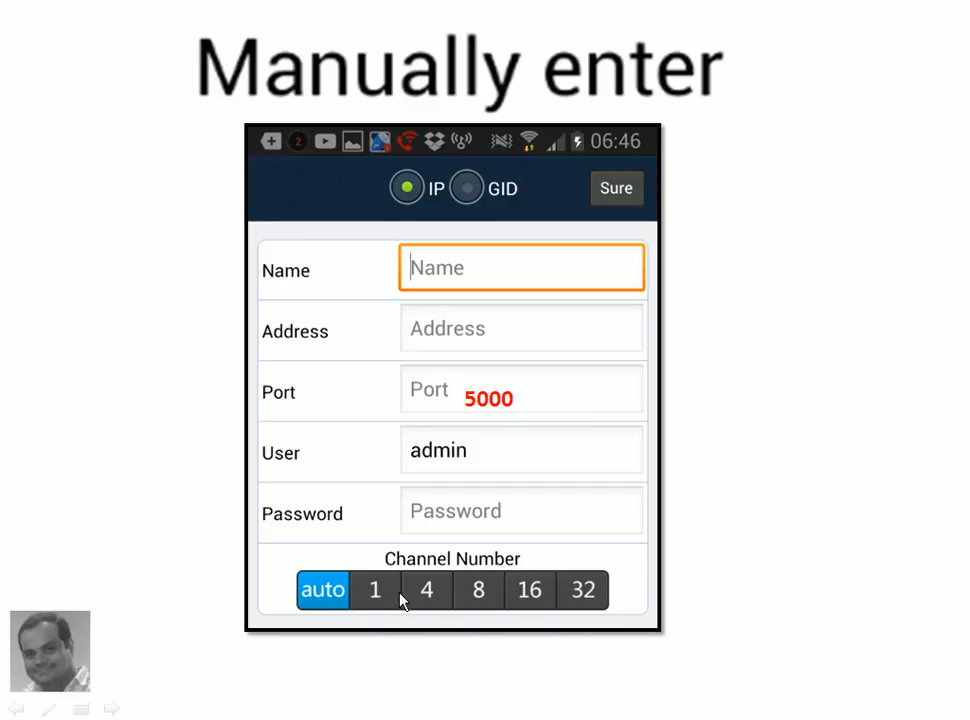 Manually enter
2 06:46
IP GID Sure
Name Name
Address Address
Port Port 5000
User admin
Password Password
Channel Number
auto 1 4 8 16 32